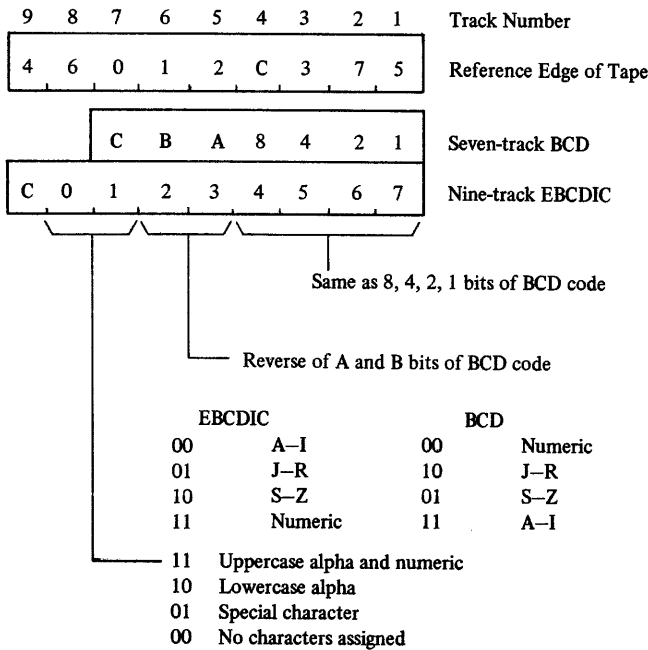 9 8 7 6 5 4 3 2 1 Track Number
4 6 0 1 2 C 3 7 5 Reference Edge of Tape
C B A 8 4 2 1 Seven-track BCD
C 0 1 2 3 4 5 6 7 Nine-track EBCDIC
Same as 8, 4, 2, 1 bits of BCD code
Reverse of A and B bits of BCD code
EBCDIC BCD
00 A—I 00 Numeric
01 J—R 10 J—R
10 S—Z 01 S—Z
11 Numeric 11 A—I
11 Uppercase alpha and numeric
10 Lowercase alpha
01 Special character
00 No characters assigned